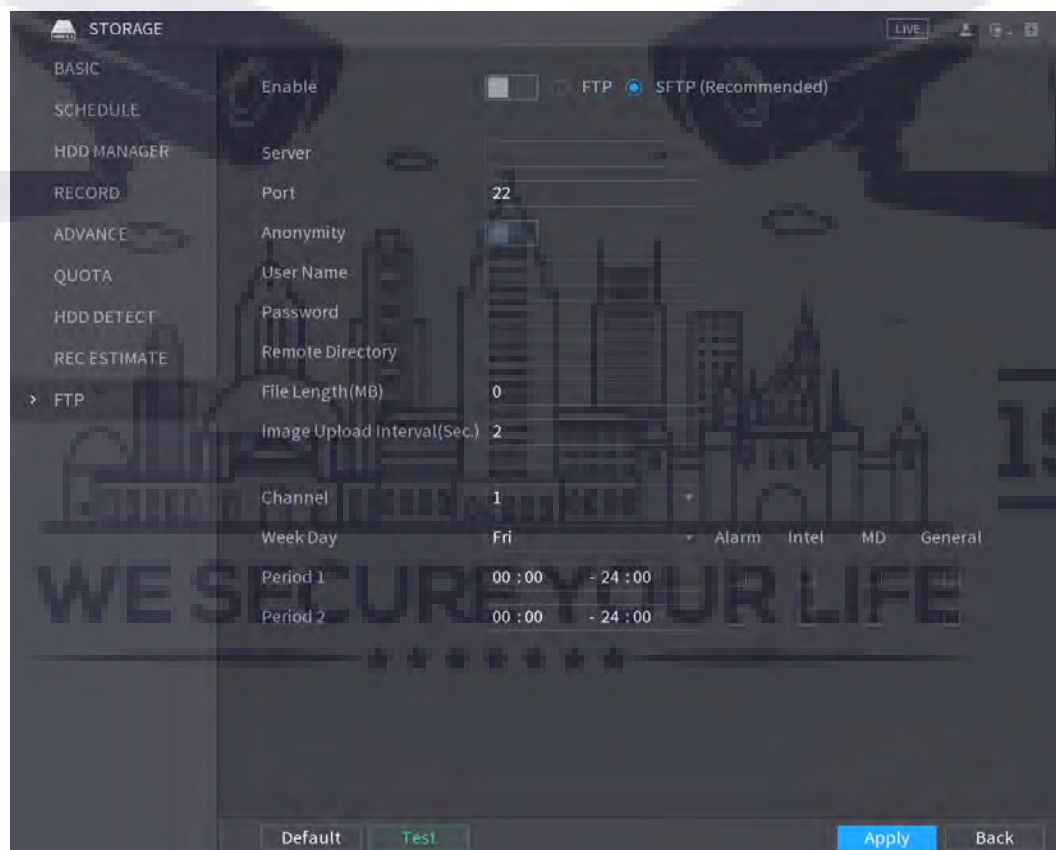 STORAGE LIVE
BASIC
SCHEDULE
HDD MANAGER
RECORD
ADVANCE
QUOTA
HDD DETECT
REC ESTIMATE
› FTP
Enable FTP SFTP (Recommended)
Server
Port 22
Anonymity
User Name
Password
Remote Directory
File Length(MB) 0
Image Upload Interval(Sec.) 2
Channel 1
Week Day Fri Alarm Intel MD General
Period 1 00 : 00 - 24 : 00
Period 2 00 : 00 - 24 : 00
WE SECURE YOUR LIFE
Default Test Apply Back